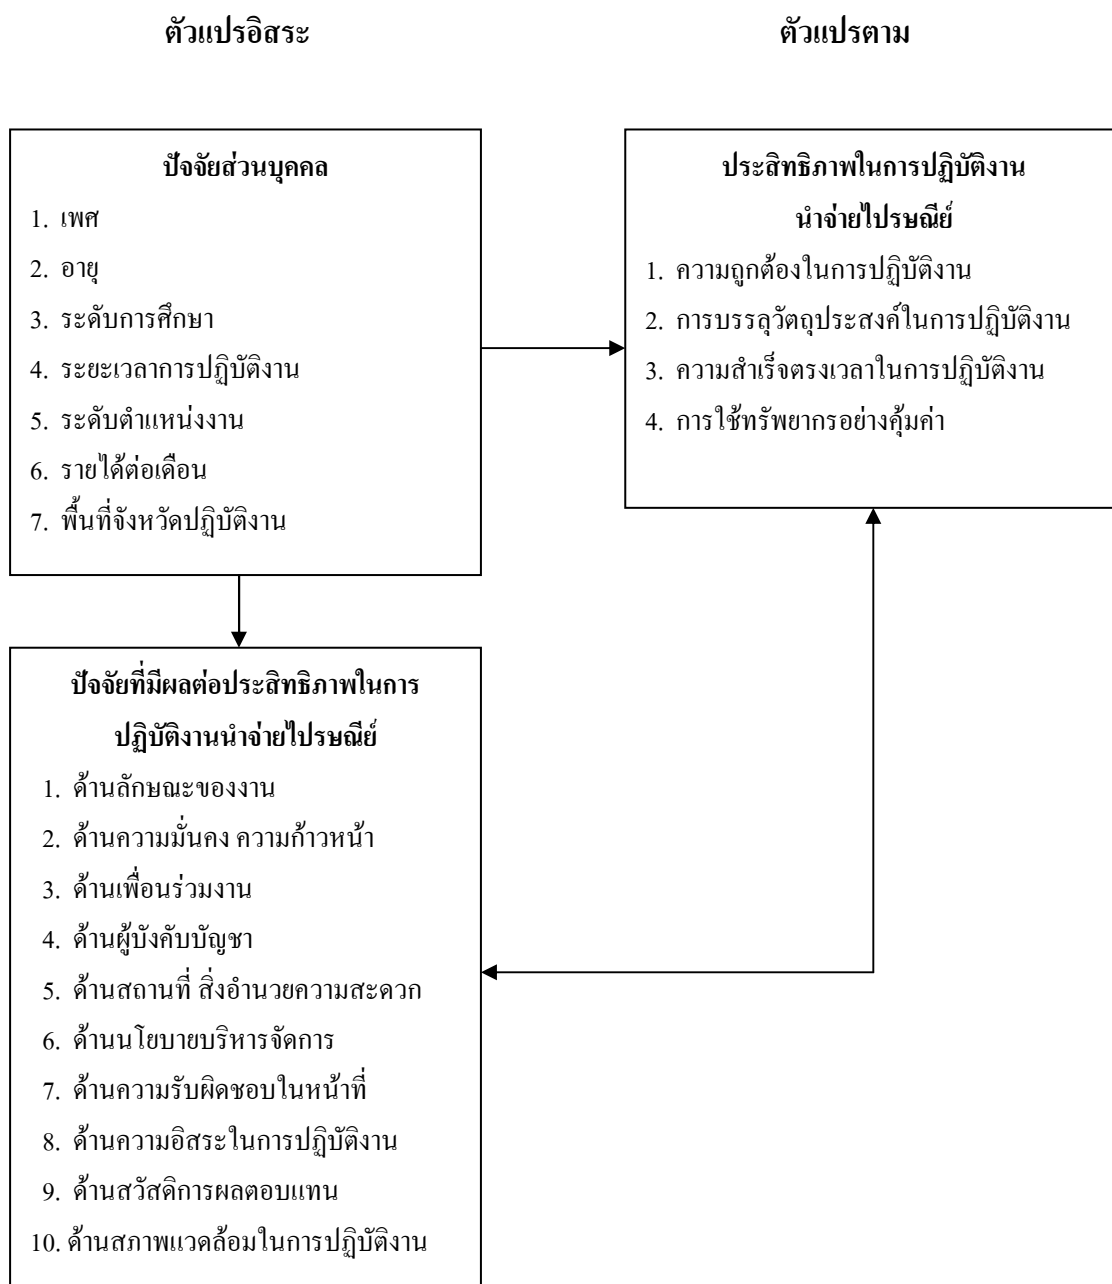 ตัวแปรอิสระ
ตัวแปรตาม
ปัจจัยส่วนบุคคล
1. เพศ
2. อายุ
3. ระดับการศึกษา
4. ระยะเวลาการปฏิบัติงาน
5. ระดับตำแหน่งงาน
6. รายได้ต่อเดือน
7. พื้นที่จังหวัดปฏิบัติงาน
ประสิทธิภาพในการปฏิบัติงาน
นำจ่ายไปรษณีย์
1. ความถูกต้องในการปฏิบัติงาน
2. การบรรลุวัตถุประสงค์ในการปฏิบัติงาน
3. ความสำเร็จตรงเวลาในการปฏิบัติงาน
4. การใช้ทรัพยากรอย่างคุ้มค่า
ปัจจัยที่มีผลต่อประสิทธิภาพในการ
ปฏิบัติงานนำจ่ายไปรษณีย์
1. ด้านลักษณะของงาน
2. ด้านความมั่นคง ความก้าวหน้า
3. ด้านเพื่อนร่วมงาน
4. ด้านผู้บังคับบัญชา
5. ด้านสถานที่ สิ่งอำนวยความสะดวก
6. ด้านนโยบายบริหารจัดการ
7. ด้านความรับผิดชอบในหน้าที่
8. ด้านความอิสระในการปฏิบัติงาน
9. ด้านสวัสดิการผลตอบแทน
10. ด้านสภาพแวดล้อมในการปฏิบัติงาน